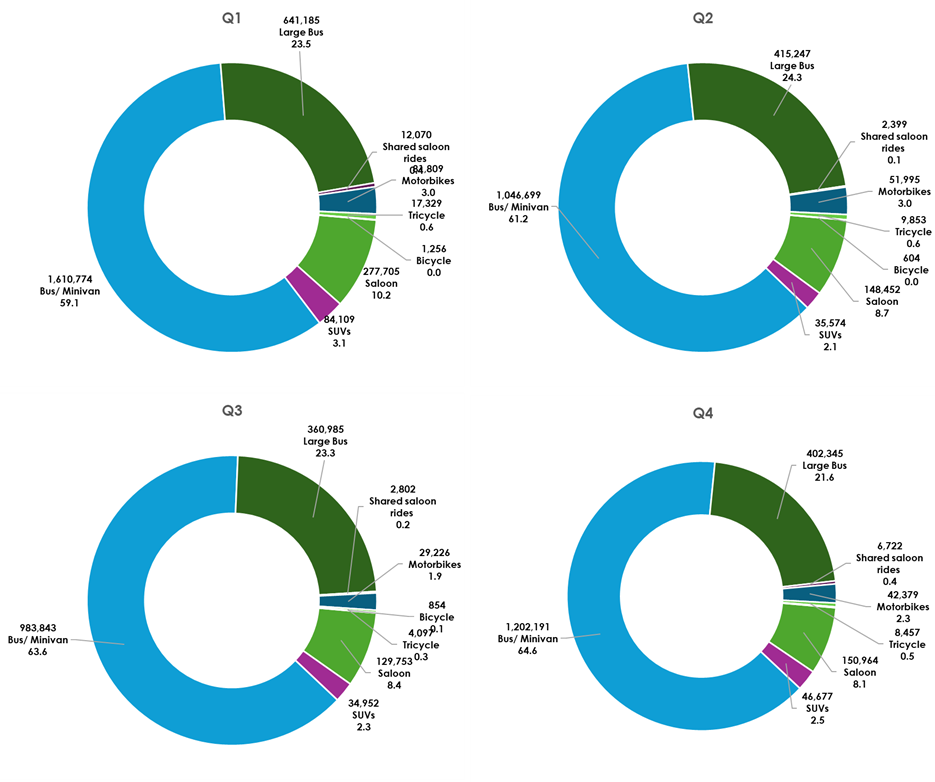 Q1
641,185
Large Bus
23.5
12,070
Shared saloon
rides
0.4
81,809
Motorbikes
3.0
17,329
Tricycle
0.6
1,256
Bicycle
0.0
277,705
Saloon
10.2
84,109
SUVs
3.1
1,610,774
Bus/ Minivan
59.1
Q2
415,247
Large Bus
24.3
2,399
Shared saloon
rides
0.1
51,995
Motorbikes
3.0
9,853
Tricycle
0.6
604
Bicycle
0.0
148,452
Saloon
8.7
35,574
SUVs
2.1
1,046,699
Bus/ Minivan
61.2
Q3
360,985
Large Bus
23.3
2,802
Shared saloon
rides
0.2
29,226
Motorbikes
1.9
854
Bicycle
0.1
4,097
Tricycle
0.3
129,753
Saloon
8.4
34,952
SUVs
2.3
983,843
Bus/ Minivan
63.6
Q4
402,345
Large Bus
21.6
6,722
Shared saloon
rides
0.4
42,379
Motorbikes
2.3
8,457
Tricycle
0.5
150,964
Saloon
8.1
46,677
SUVs
2.5
1,202,191
Bus/ Minivan
64.6